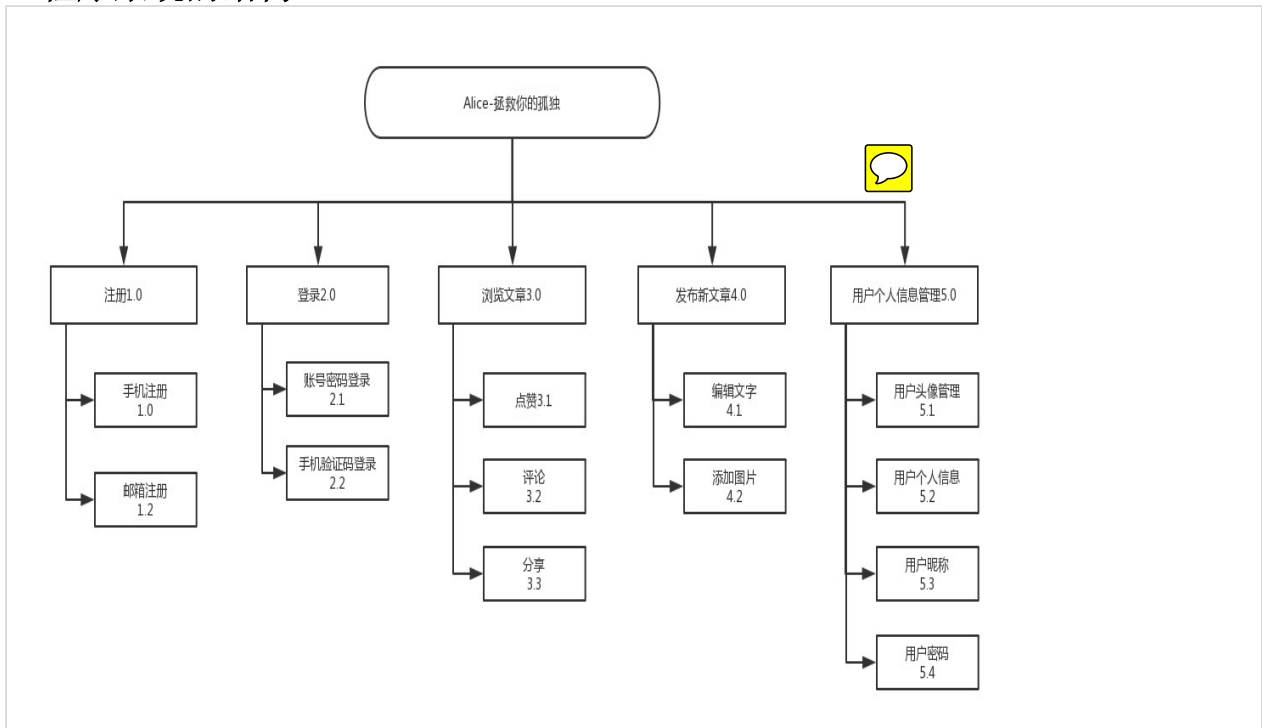 Alice-拯救你的孤独
注册1.0
登录2.0
浏览文章3.0
发布新文章4.0
用户个人信息管理5.0
手机注册
1.0
邮箱注册
1.2
账号密码登录
2.1
手机验证码登录
2.2
点赞3.1
评论
3.2
分享
3.3
编辑文字
4.1
添加图片
4.2
用户头像管理
5.1
用户个人信息
5.2
用户昵称
5.3
用户密码
5.4